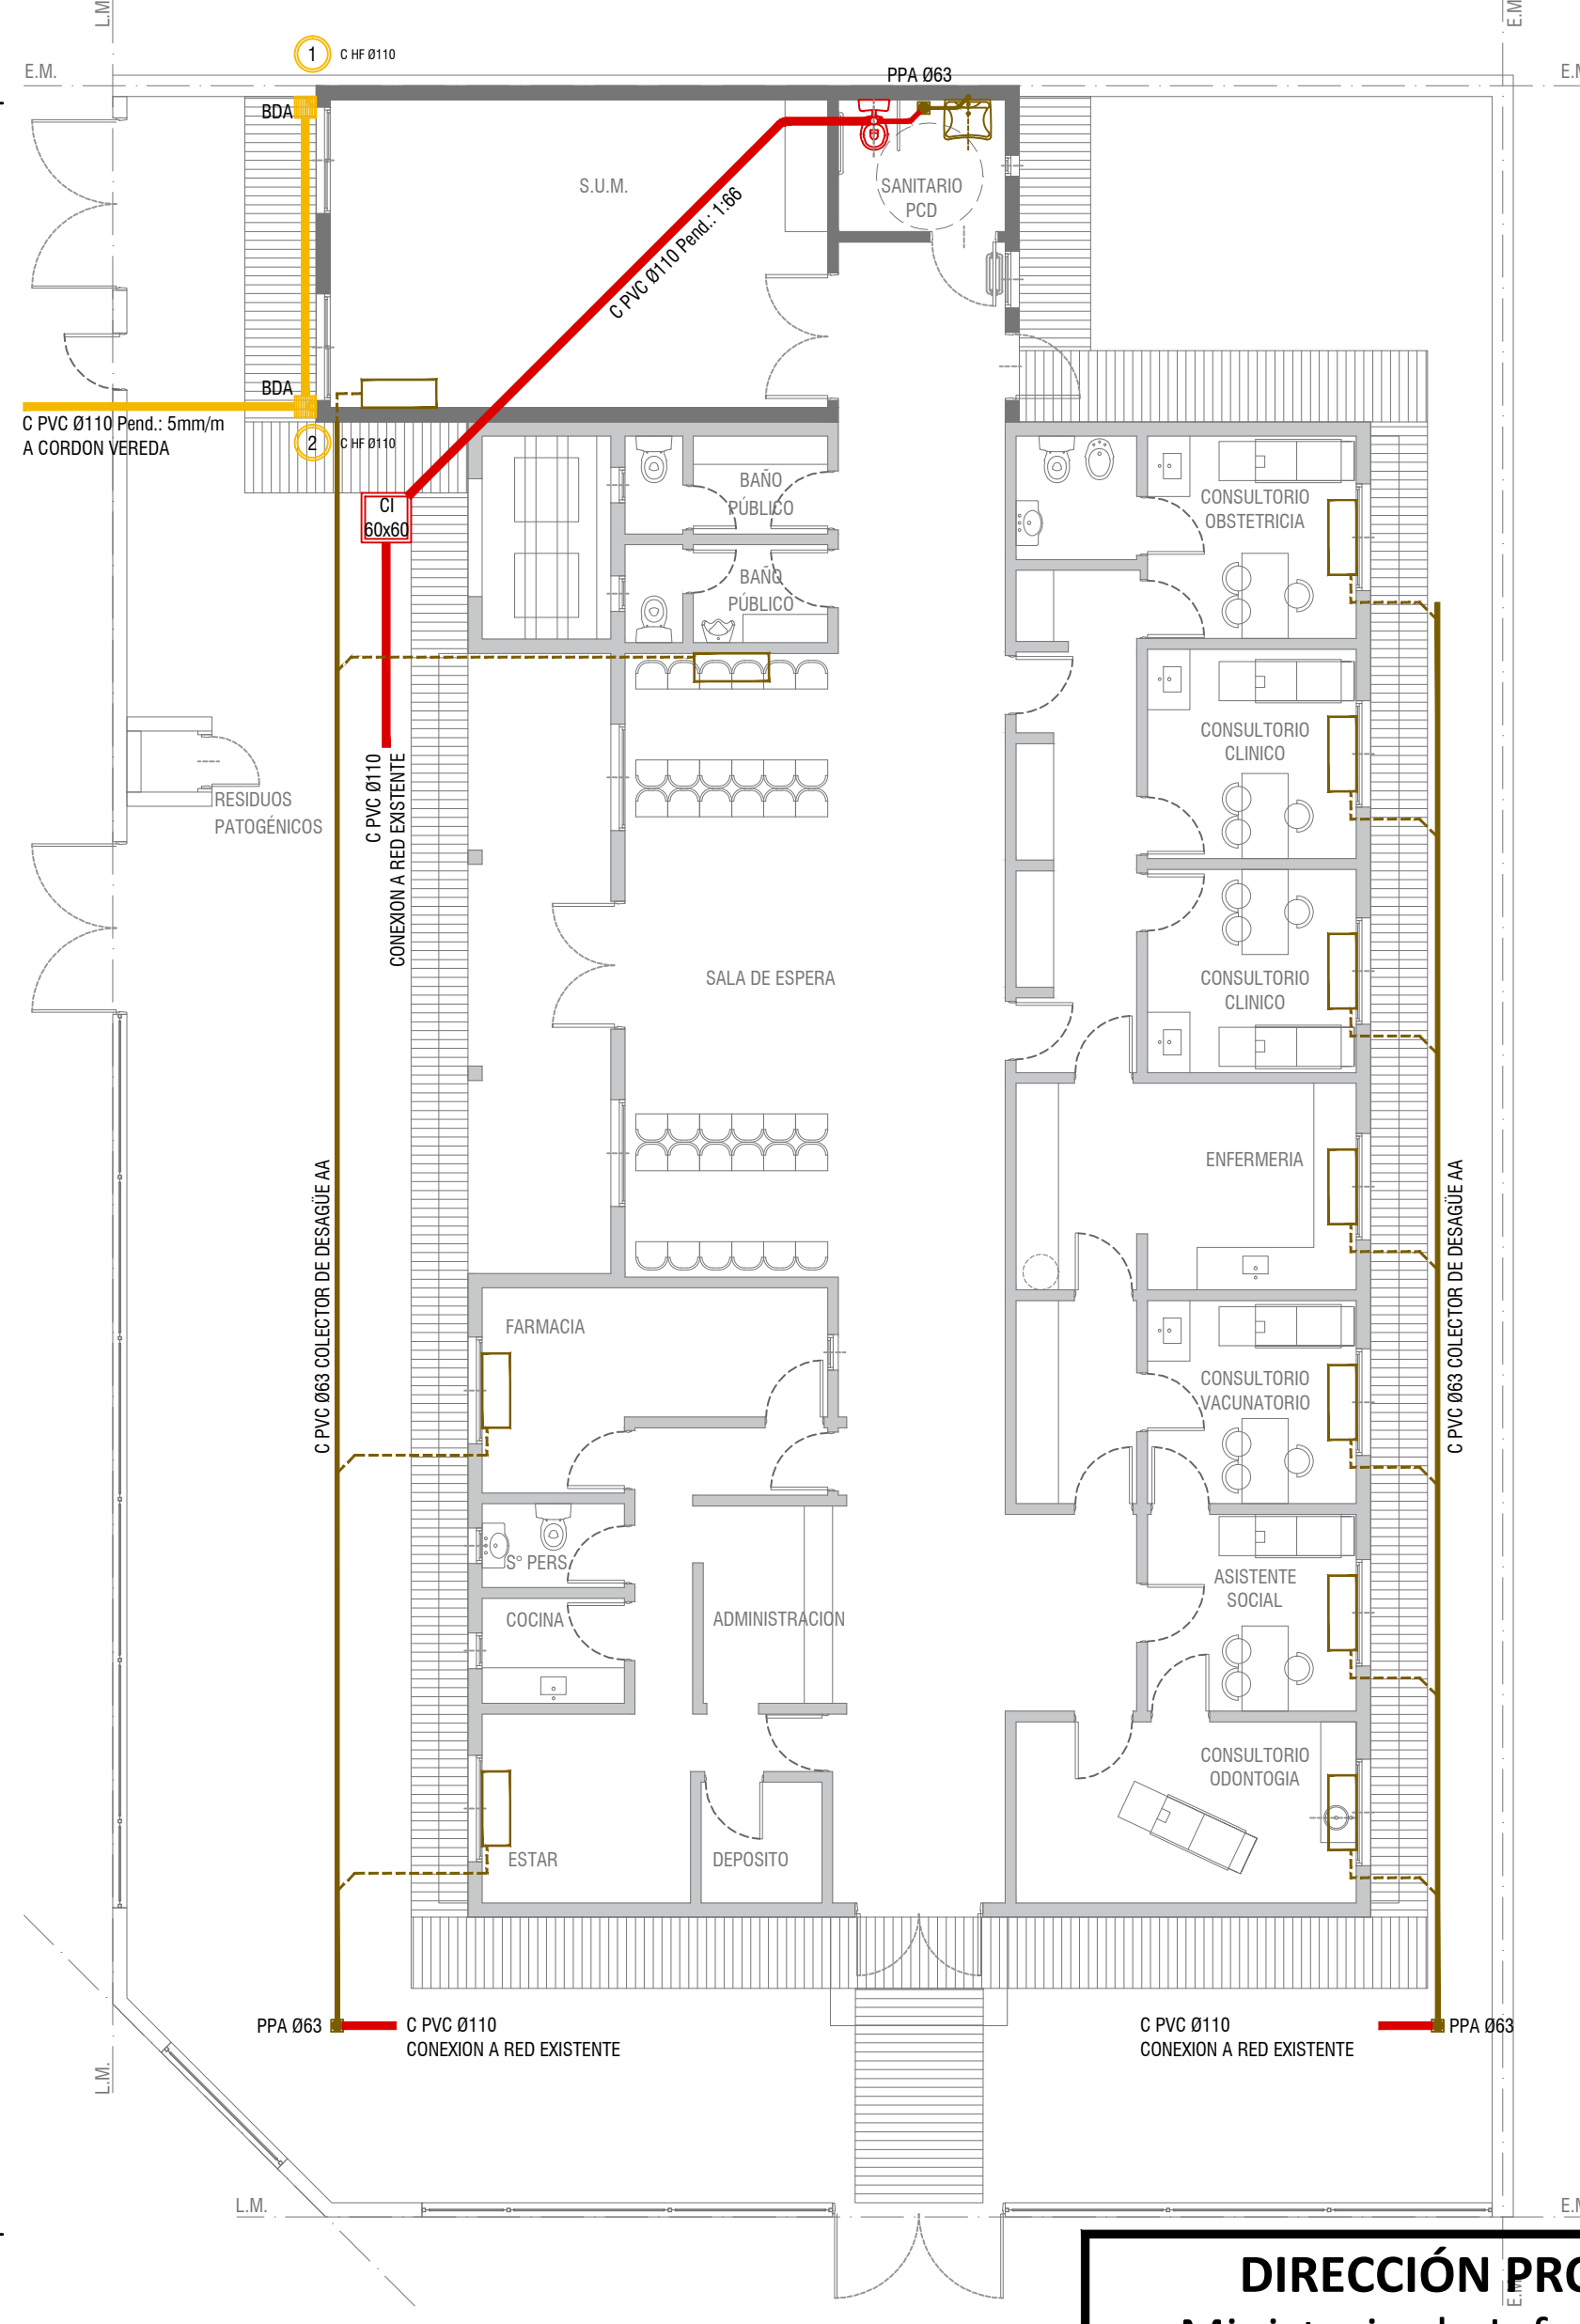 L.M
E.M
1
C HF Ø110
E.M.
PPA Ø63
BDA
S.U.M.
SANITARIO
PCD
C PVC Ø110 Pend.: 1:66
BDA
C PVC Ø110 Pend.: 5mm/m
A CORDON VEREDA
2
C HF Ø110
CI
60x60
BAÑO
PÚBLICO
CONSULTORIO
OBSTETRICIA
BAÑO
PÚBLICO
CONSULTORIO
CLINICO
C PVC Ø110
CONEXION A RED EXISTENTE
RESIDUOS
PATOGÉNICOS
SALA DE ESPERA
CONSULTORIO
CLINICO
ENFERMERIA
C PVC Ø63 COLECTOR DE DESAGÜE AA
C PVC Ø63 COLECTOR DE DESAGÜE AA
FARMACIA
CONSULTORIO
VACUNATORIO
S° PERS.
COCINA
ADMINISTRACION
ASISTENTE
SOCIAL
CONSULTORIO
ODONTOGIA
ESTAR
DEPOSITO
PPA Ø63
C PVC Ø110
CONEXION A RED EXISTENTE
C PVC Ø110
CONEXION A RED EXISTENTE
PPA Ø63
L.M.
L.M.
DIRECCIÓN